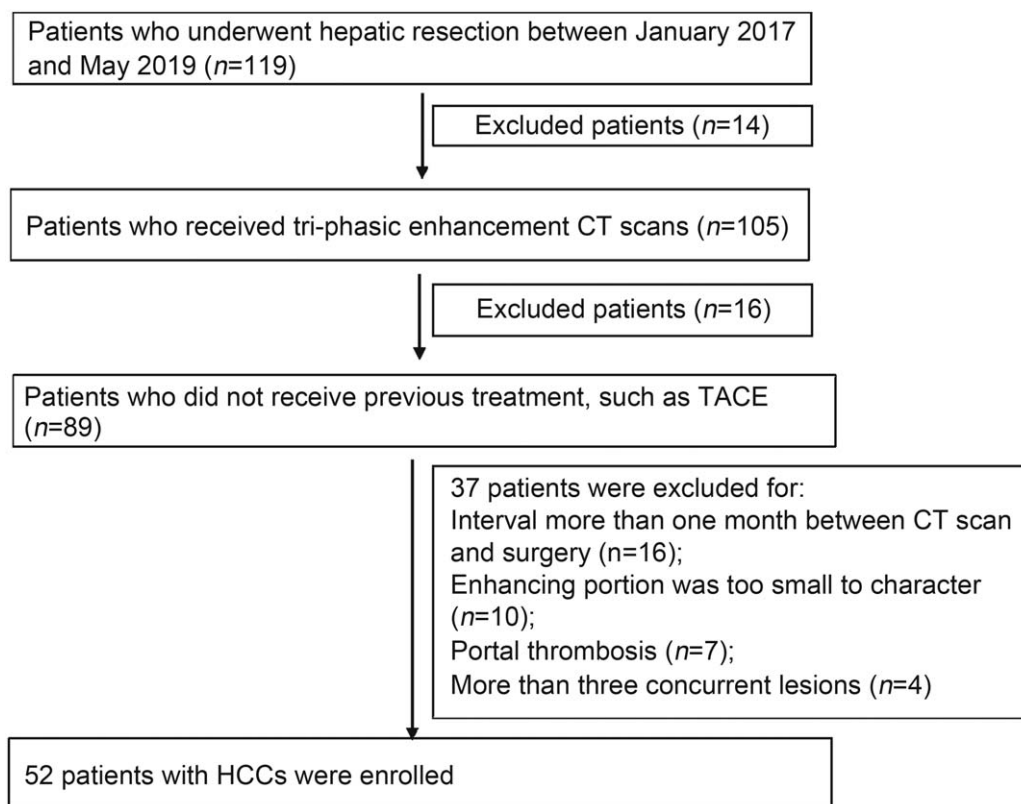 Patients who underwent hepatic resection between January 2017
and May 2019 (n=119)
Excluded patients (n=14)
Patients who received tri-phasic enhancement CT scans (n=105)
Excluded patients (n=16)
Patients who did not receive previous treatment, such as TACE
(n=89)
37 patients were excluded for:
Interval more than one month between CT scan
and surgery (n=16);
Enhancing portion was too small to character
(n=10);
Portal thrombosis (n=7);
More than three concurrent lesions (n=4)
52 patients with HCCs were enrolled